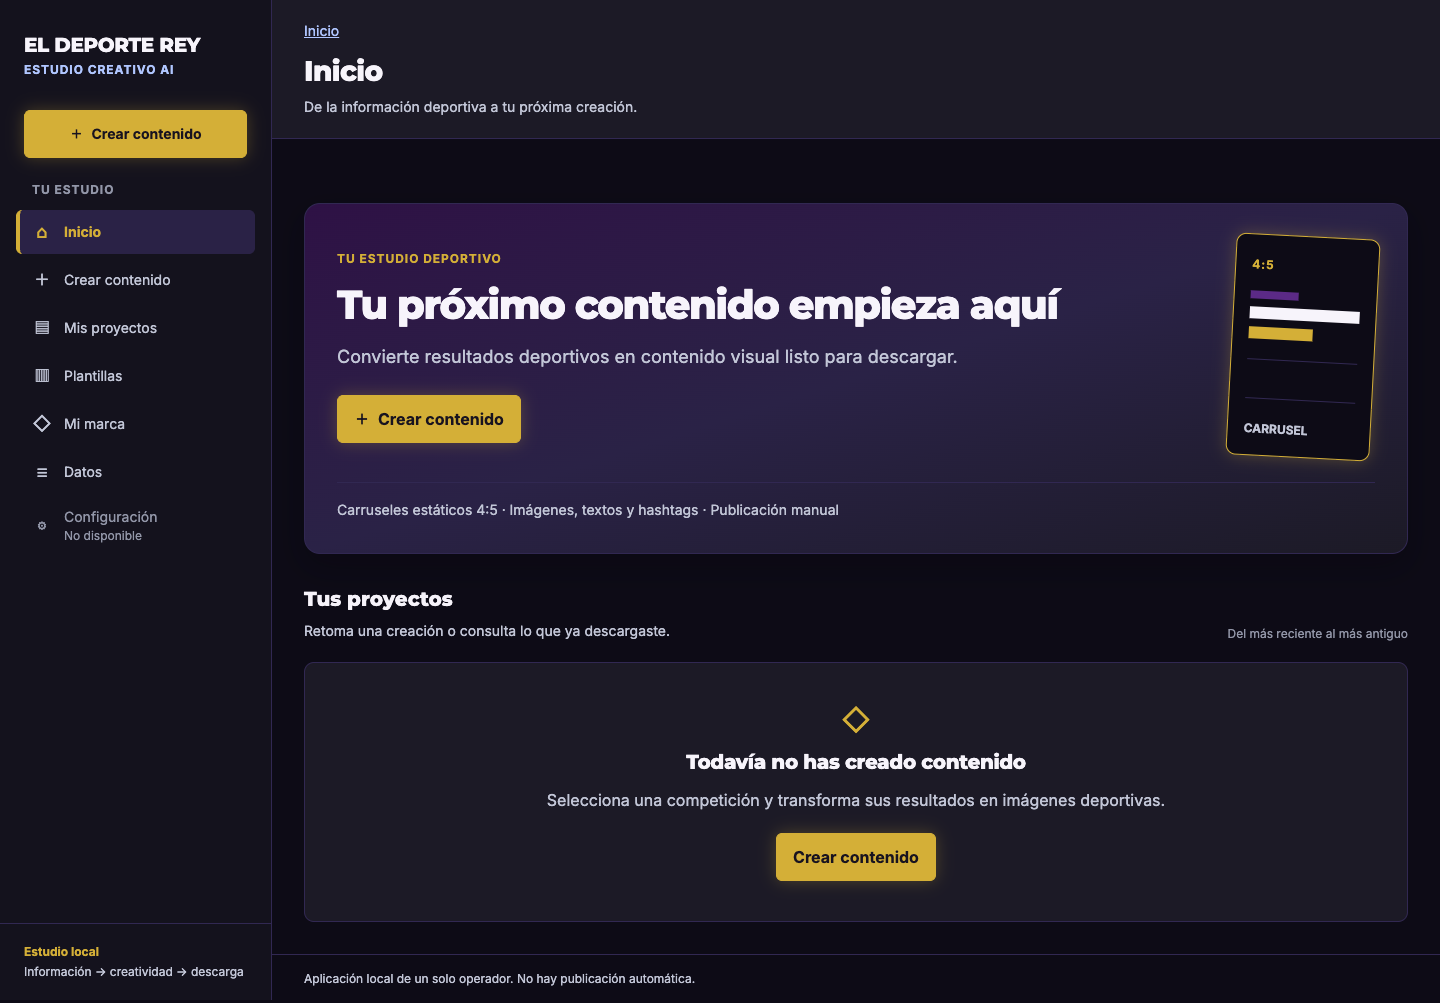 EL DEPORTE REY
ESTUDIO CREATIVO AI
+ Crear contenido
TU ESTUDIO
Inicio
Crear contenido
Mis proyectos
Plantillas
Mi marca
Datos
Configuración
No disponible
Estudio local
Información → creatividad → descarga
Inicio
Inicio
De la información deportiva a tu próxima creación.
TU ESTUDIO DEPORTIVO
Tu próximo contenido empieza aquí
Convierte resultados deportivos en contenido visual listo para descargar.
+ Crear contenido
4:5
CARRUSEL
Carruseles estáticos 4:5 · Imágenes, textos y hashtags · Publicación manual
Tus proyectos
Retoma una creación o consulta lo que ya descargaste.
Del más reciente al más antiguo
Todavía no has creado contenido
Selecciona una competición y transforma sus resultados en imágenes deportivas.
Crear contenido
Aplicación local de un solo operador. No hay publicación automática.